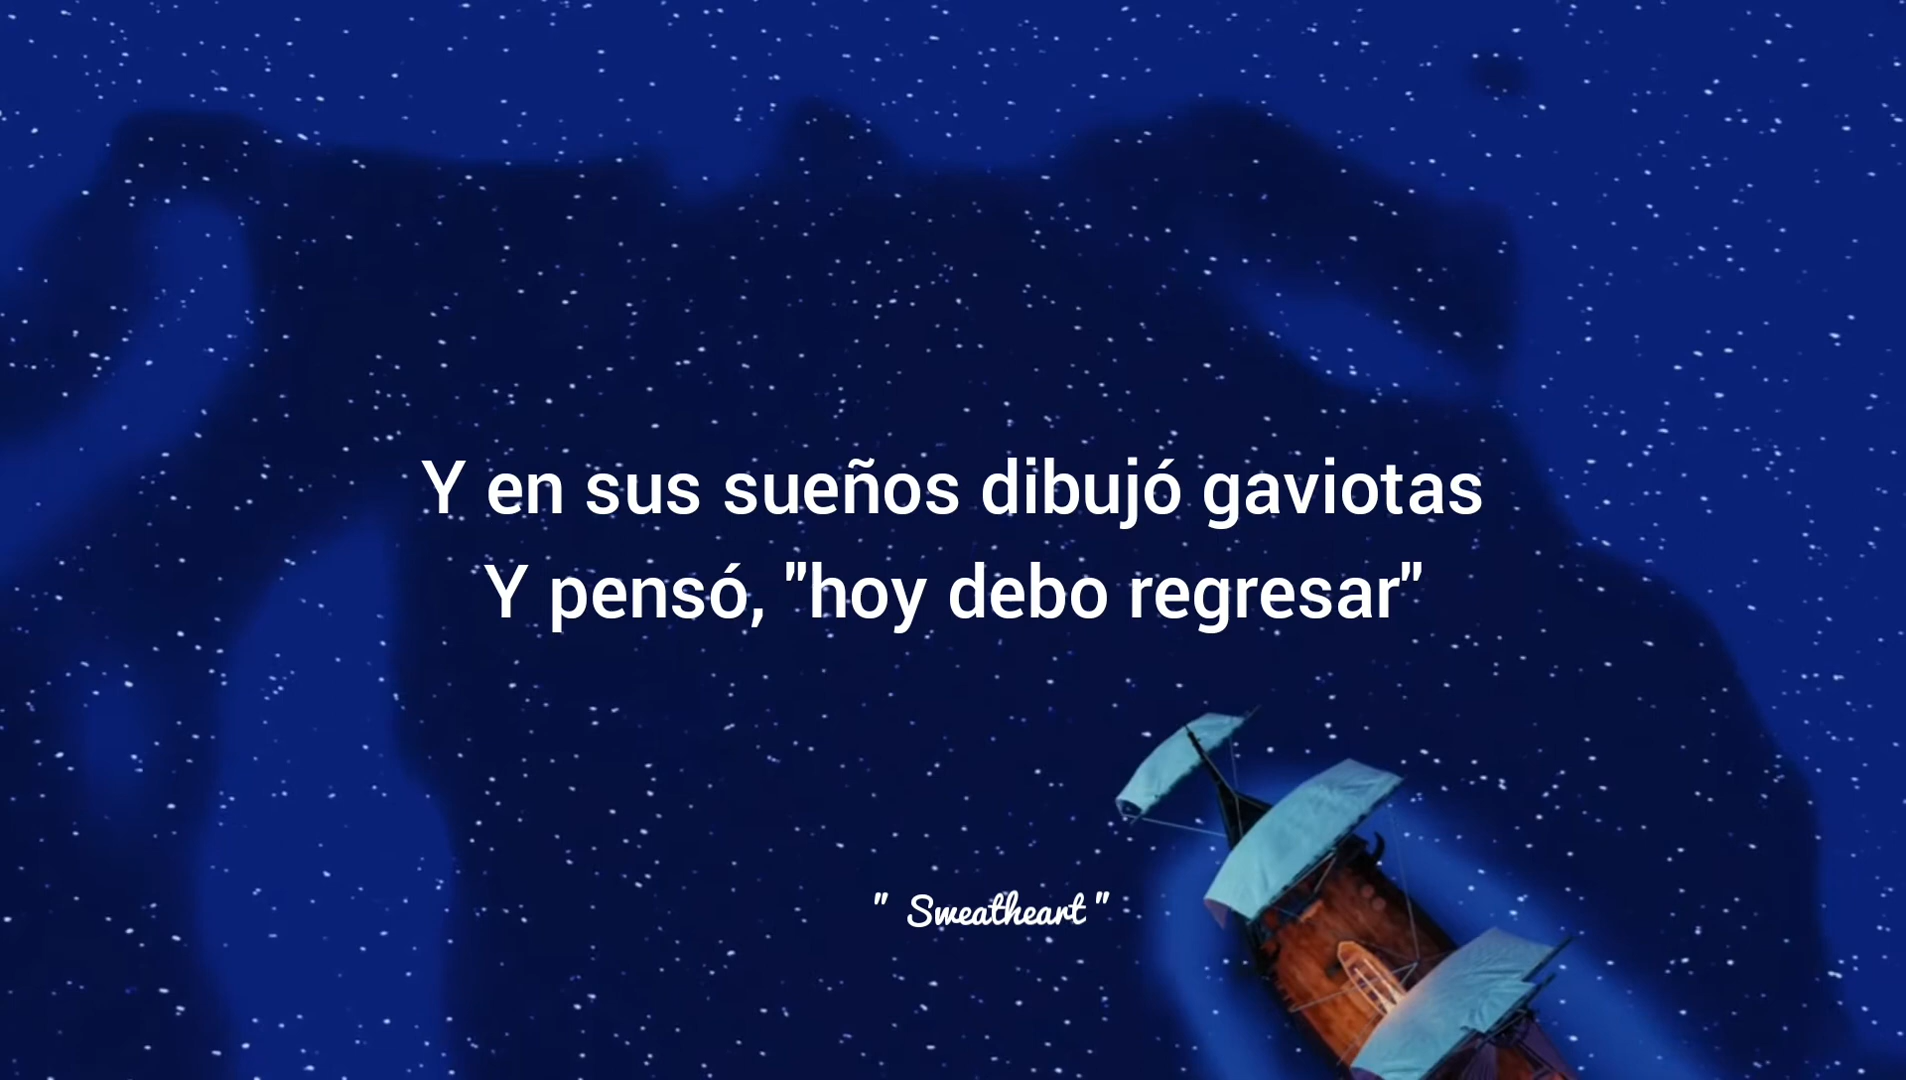 Y en sus sueños dibujó gaviotas
Y pensó, "hoy debo regresar"
" Sweatheart "